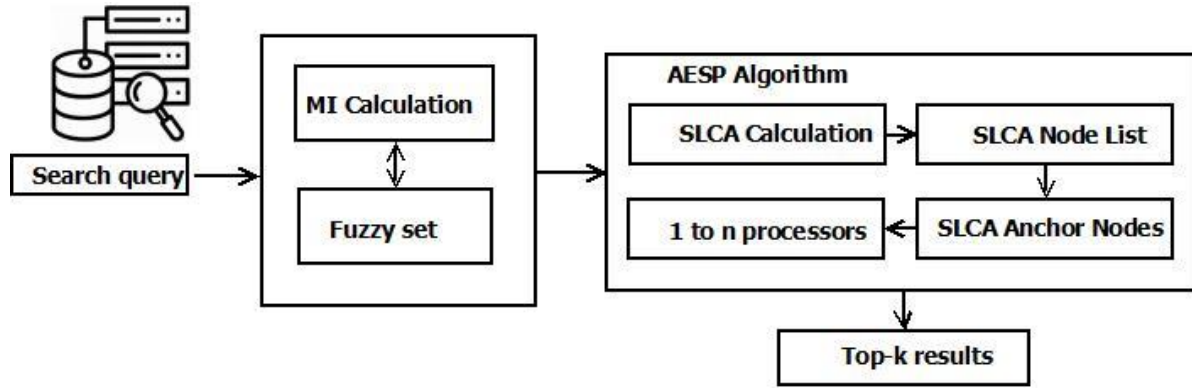 Search query
MI Calculation
Fuzzy set
AESP Algorithm
SLCA Calculation
SLCA Node List
SLCA Anchor Nodes
1 to n processors
Top-k results